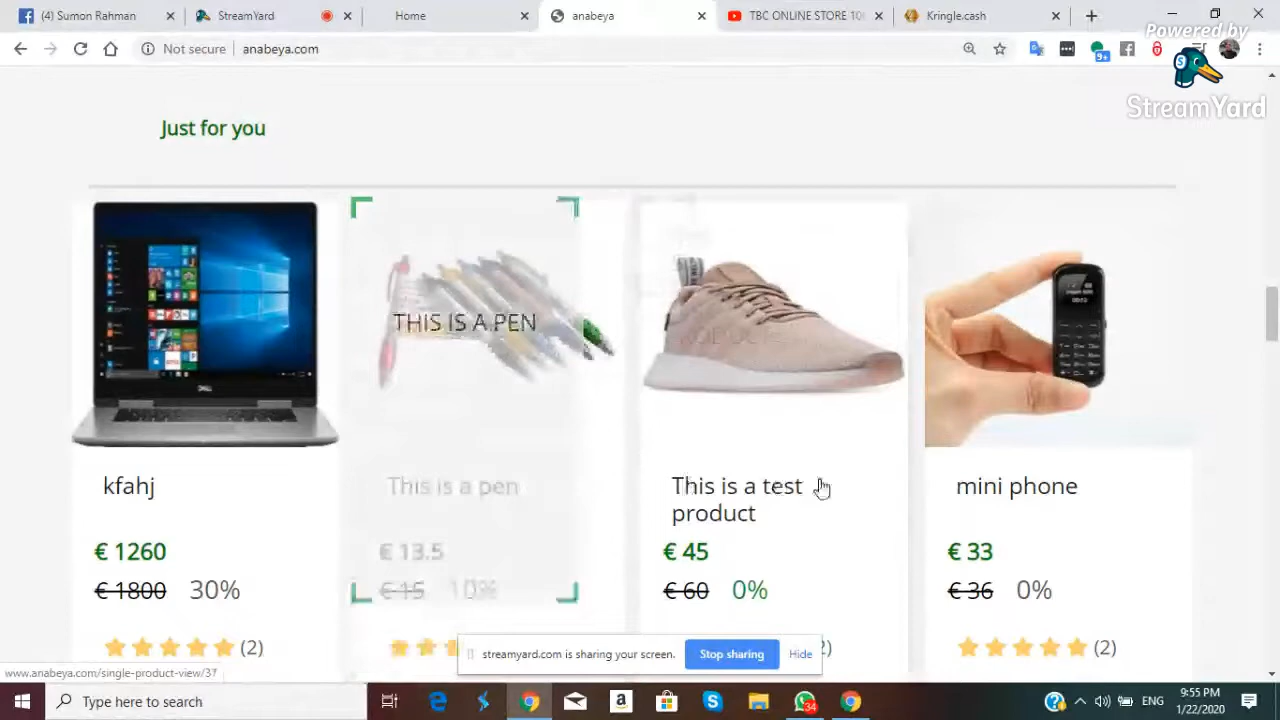 (4) Sumon Rahman
StreamYard
Home
anabeya
TBC ONLINE STORE 100
Kringle.cash
Not secure
anabeya.com
9+
Powered by
StreamYard
Just for you
THIS IS A PEN
kfahj
This is a pen
This is a test
product
mini phone
€ 1260
€ 13.5
€ 45
€ 33
€ 1800 30%
€ 15 10%
€ 60 0%
€ 36 0%
(2)
(2)
streamyard.com is sharing your screen.
Stop sharing
Hide
www.anabeya.com/single-product-view/37
Type here to search
34
ENG
9:55 PM
1/22/2020